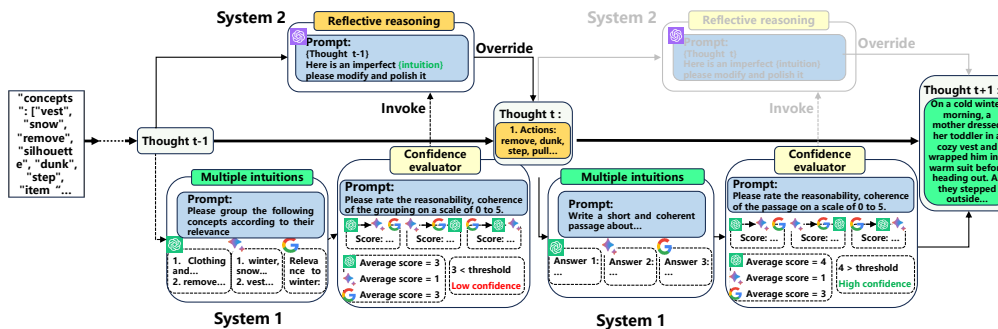 System 2
Reflective reasoning
Prompt:
{Thought t-1}
Here is an imperfect (intuition)
please modify and polish it
Override
Invoke
System 2
Reflective reasoning
Prompt:
{Thought t)
Here is an imperfect (intuition)
please modify and polish it
Override
Invoke
"concepts
": ["vest",
"snow",
"remove",
"silhouett
e", "dunk",
"step",
"item "...
Thought t-1
Thought t :
1. Actions:
remove, dunk,
step, pull...
Thought t+1 :
On a cold winte
morning, a
mother dressed
her toddler in a
cozy vest and
wrapped him in
warm suit before
heading out. A
they stepped
outside...
Multiple intuitions
Prompt:
Please group the following
concepts according to their
relevance
1. Clothing
and...
2. remove...
1. winter,
snow...
2. vest...
Releva
nce to
winter:
System 1
Confidence
evaluator
Prompt:
Please rate the reasonability, coherence
of the grouping on a scale of 0 to 5.
Score: ...
Score: ...
Score: ...
Average score = 3
Average score = 1
Average score = 3
3 < threshold
Low confidence
Multiple intuitions
Prompt:
Write a short and coherent
passage about...
Answer 1:
...
Answer 2:
...
Answer 3:
...
System 1
Confidence
evaluator
Prompt:
Please rate the reasonability, coherence
of the passage on a scale of 0 to 5.
Score: ...
Score: ...
Score: ...
Average score = 4
Average score = 1
Average score = 3
4 > threshold
High confidence